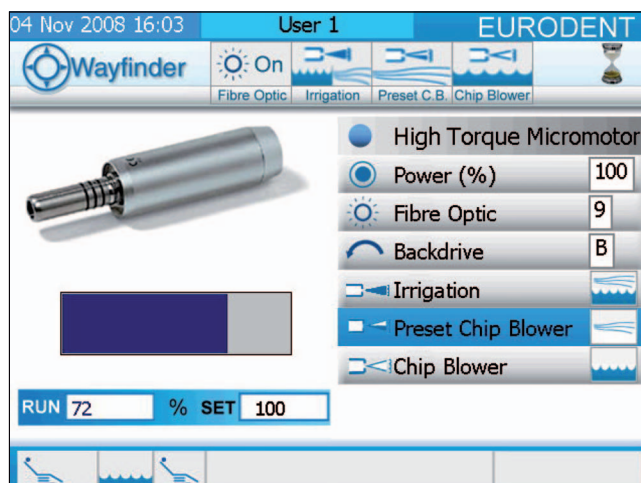 04 Nov 2008 16:03 User 1 EURODENT
Wayfinder On
Fibre Optic Irrigation Preset C.B. Chip Blower
High Torque Micromotor
Power (%) 100
Fibre Optic 9
Backdrive B
Irrigation
Preset Chip Blower
Chip Blower
RUN 72 % SET 100